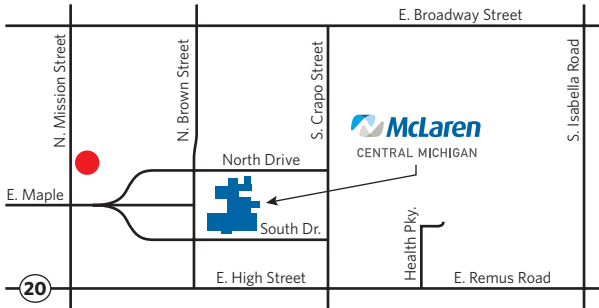 E. Broadway Street
N. Mission Street
N. Brown Street
S. Crapo Street
S. Isabella Road
McLaren
CENTRAL MICHIGAN
North Drive
E. Maple
South Dr.
Health Pky.
20
E. High Street
E. Remus Road